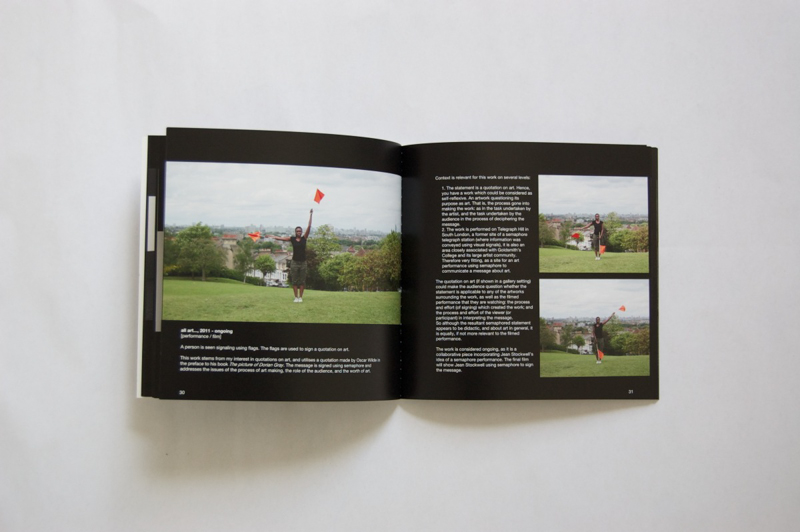 all art..., 2011 - ongoing
[performance / film]
A person is seen signaling using flags. The flags are used to sign a quotation on art.
This work stems from my interest in quotations on art, and utilises a quotation made by Oscar Wilde in
the preface to his book The picture of Dorian Gray. The message is signed using semaphore and
addresses the issues of the process of art making, the role of the audience, and the worth of art.
30
Context is relevant for this work on several levels:
1. The statement is a quotation on art. Hence,
you have a work which could be considered as
self-reflexive. An artwork questioning its
purpose as art. That is, the process gone into
making the work: as in the task undertaken by
the artist, and the task undertaken by the
audience in the process of deciphering the
message.
2. The work is performed on Telegraph Hill in
South London, a former site of a semaphore
telegraph station (where information was
conveyed using visual signals), it is also an
area closely associated with Goldsmith's
College and its large artist community.
Therefore very fitting, as a site for an art
performance using semaphore to
communicate a message about art.
The quotation on art (if shown in a gallery setting)
could make the audience question whether the
statement is applicable to any of the artworks
surrounding the work, as well as the filmed
performance that they are watching: the process
and effort (of signing) which created the work; and
the process and effort of the viewer (or
participant) in interpreting the message.
So although the resultant semaphored statement
appears to be didactic, and about art in general, it
is equally, if not more relevant to the filmed
performance.
The work is considered ongoing, as it is a
collaborative piece incorporating Jean Stockwell's
idea of a semaphore performance. The final film
will show Jean Stockwell using semaphore to sign
the message.
31